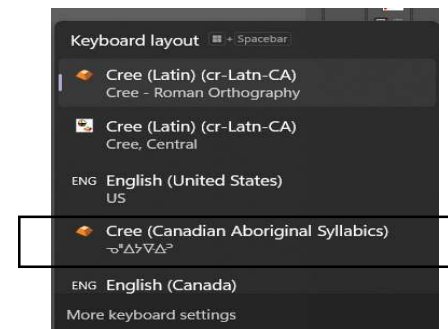 Keyboard layout + Spacebar
Cree (Latin) (cr-Latn-CA)
Cree - Roman Orthography
Cree (Latin) (cr-Latn-CA)
Cree, Central
ENG English (United States)
US
Cree (Canadian Aboriginal Syllabics)
ᓀᐦᐃᔭᐍᐏᐣ
ENG English (Canada)
More keyboard settings